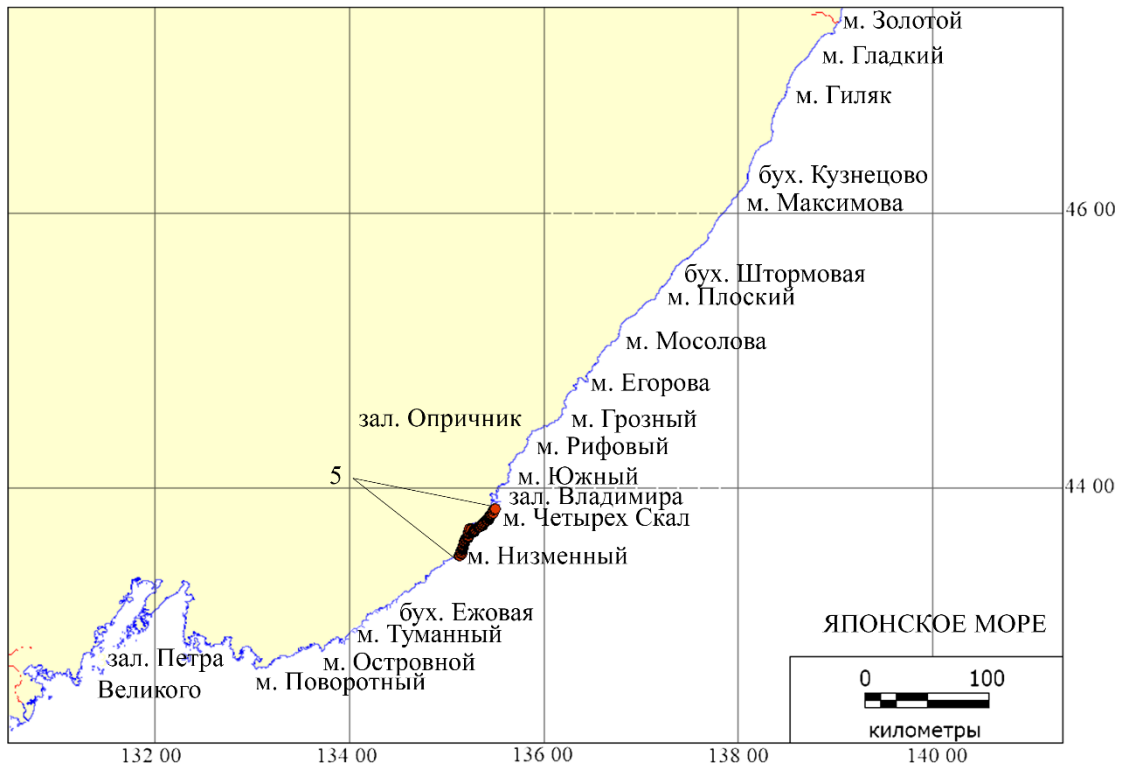 м. Золотой
м. Гладкий
м. Гиляк
бух. Кузнецово
м. Максимова
46 00
бух. Штормовая
м. Плоский
м. Мосолова
м. Егорова
зал. Опричник
м. Грозный
м. Рифовый
5
м. Южный
44 00
зал. Владимира
м. Четырех Скал
м. Низменный
бух. Ежовая
м. Туманный
ЯПОНСКОЕ МОРЕ
зал. Петра
Великого
м. Островной
м. Поворотный
0 100
километры
132 00 134 00 136 00 138 00 140 00